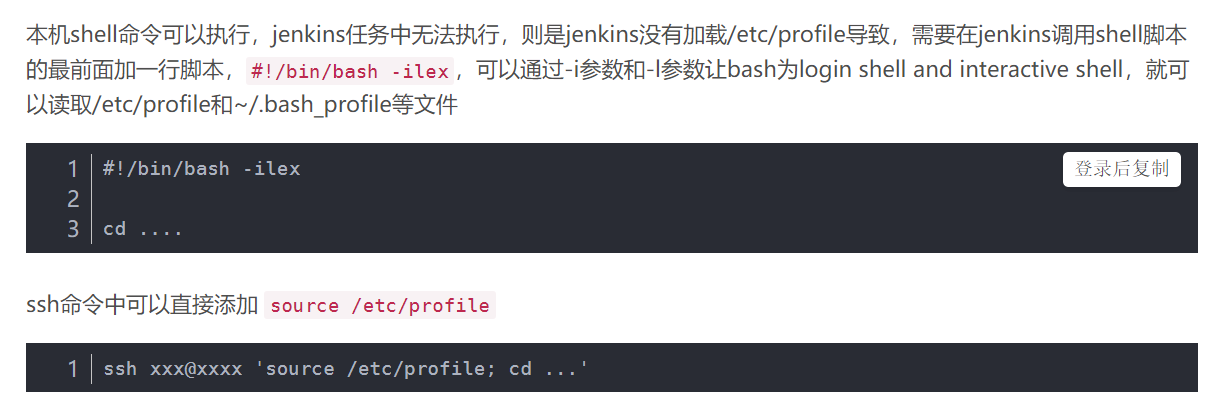 本机shell命令可以执行，jenkins任务中无法执行，则是jenkins没有加载/etc/profile导致，需要在jenkins调用shell脚本
的最前面加一行脚本，#!/bin/bash -ilex，可以通过-i参数和-l参数让bash为login shell and interactive shell，就可
以读取/etc/profile和~/.bash_profile等文件
1 #!/bin/bash -ilex
登录后复制
2
3 cd ....
ssh命令中可以直接添加 source /etc/profile
1 ssh xxx@xxxx 'source /etc/profile; cd ...'